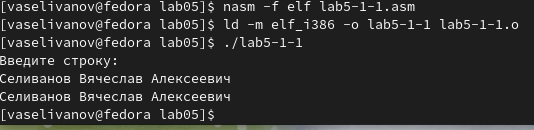 [vaselivanov@fedora lab05]$ nasm -f elf lab5-1-1.asm
[vaselivanov@fedora lab05]$ ld -m elf_i386 -o lab5-1-1 lab5-1-1.o
[vaselivanov@fedora lab05]$ ./lab5-1-1
Введите строку:
Селиванов Вячеслав Алексеевич
Селиванов Вячеслав Алексеевич
[vaselivanov@fedora lab05]$